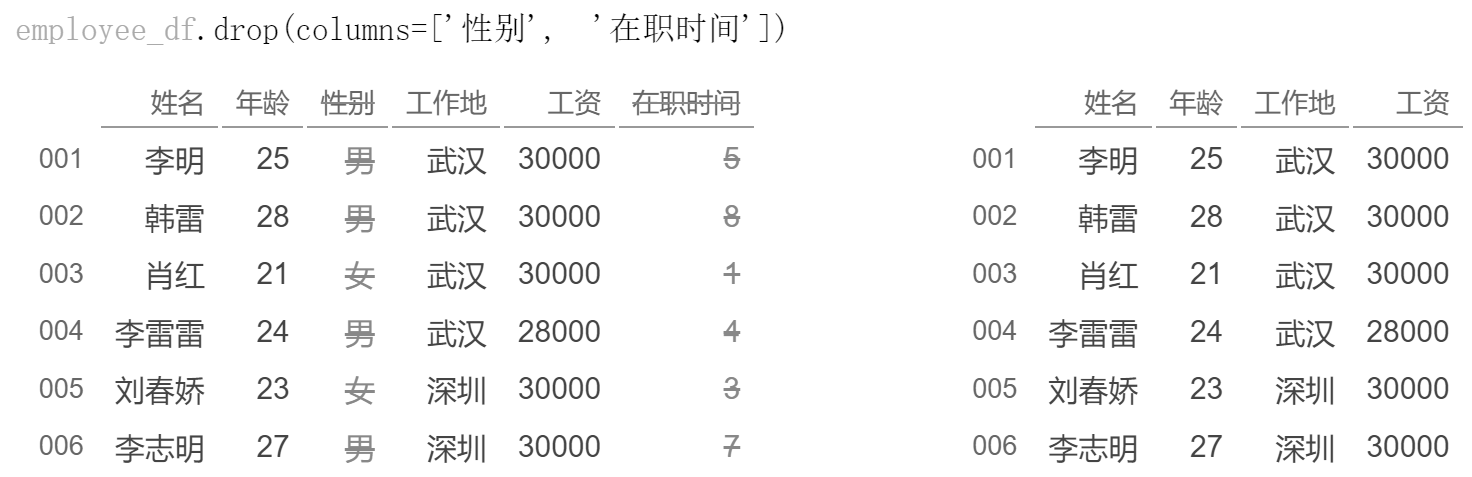 employee_df.drop(columns=['性别', '在职时间'])
姓名 年龄 性别 工作地 工资 在职时间 姓名 年龄 工作地 工资
001 李明 25 男 武汉 30000 5 001 李明 25 武汉 30000
002 韩雷 28 男 武汉 30000 8 002 韩雷 28 武汉 30000
003 肖红 21 女 武汉 30000 1 003 肖红 21 武汉 30000
004 李雷雷 24 男 武汉 28000 4 004 李雷雷 24 武汉 28000
005 刘春娇 23 女 深圳 30000 3 005 刘春娇 23 深圳 30000
006 李志明 27 男 深圳 30000 7 006 李志明 27 深圳 30000